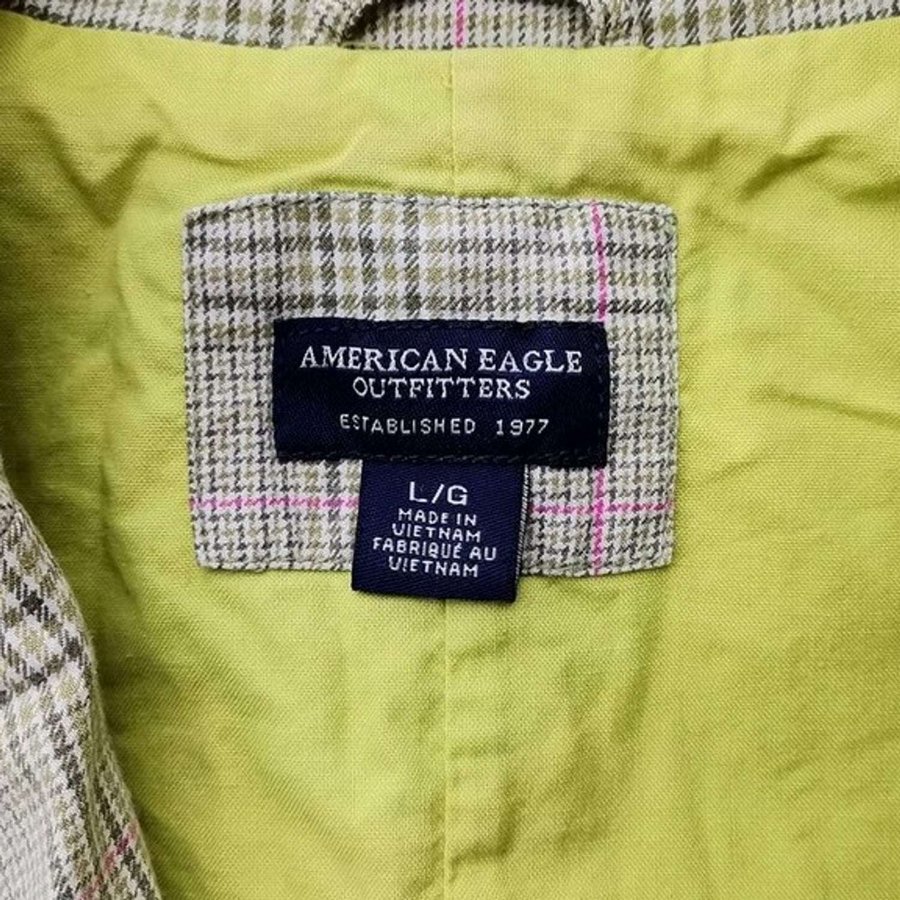 AMERICAN EAGLE
OUTFITTERS
ESTABLISHED 1977
L/G
MADE IN
VIETNAM
FABRIQUÉ AU
VIETNAM